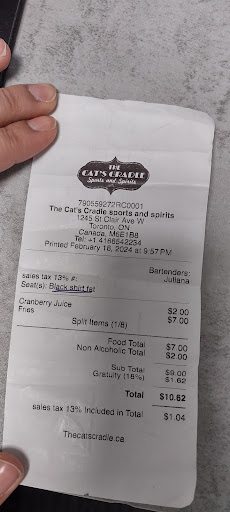 THE
CAT'S CRADLE
Sports and Spirits
780559272RC0001
The Cat's Cradle sports and spirits
1245 St Clair Ave W
Toronto, ON
Canada, M6E1B8
Tel: +1 4166542234
Printed February 18, 2024 at 9:57 PM
Bartenders:
sales tax 13% #: Juliana
Seat(s): Black shirt fat
Cranberry Juice $2.00
Fries $7.00
Split Items (1/8)
Food Total $7.00
Non Alcoholic Total $2.00
Sub Total $9.00
Gratuity (18%) $1.62
Total $10.62
sales tax 13% Included in Total $1.04
Thecatscradle.ca